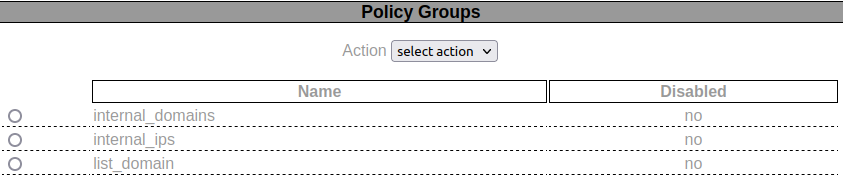 Policy Groups
Action select action
Name Disabled
internal_domains no
internal_ips no
list_domain no